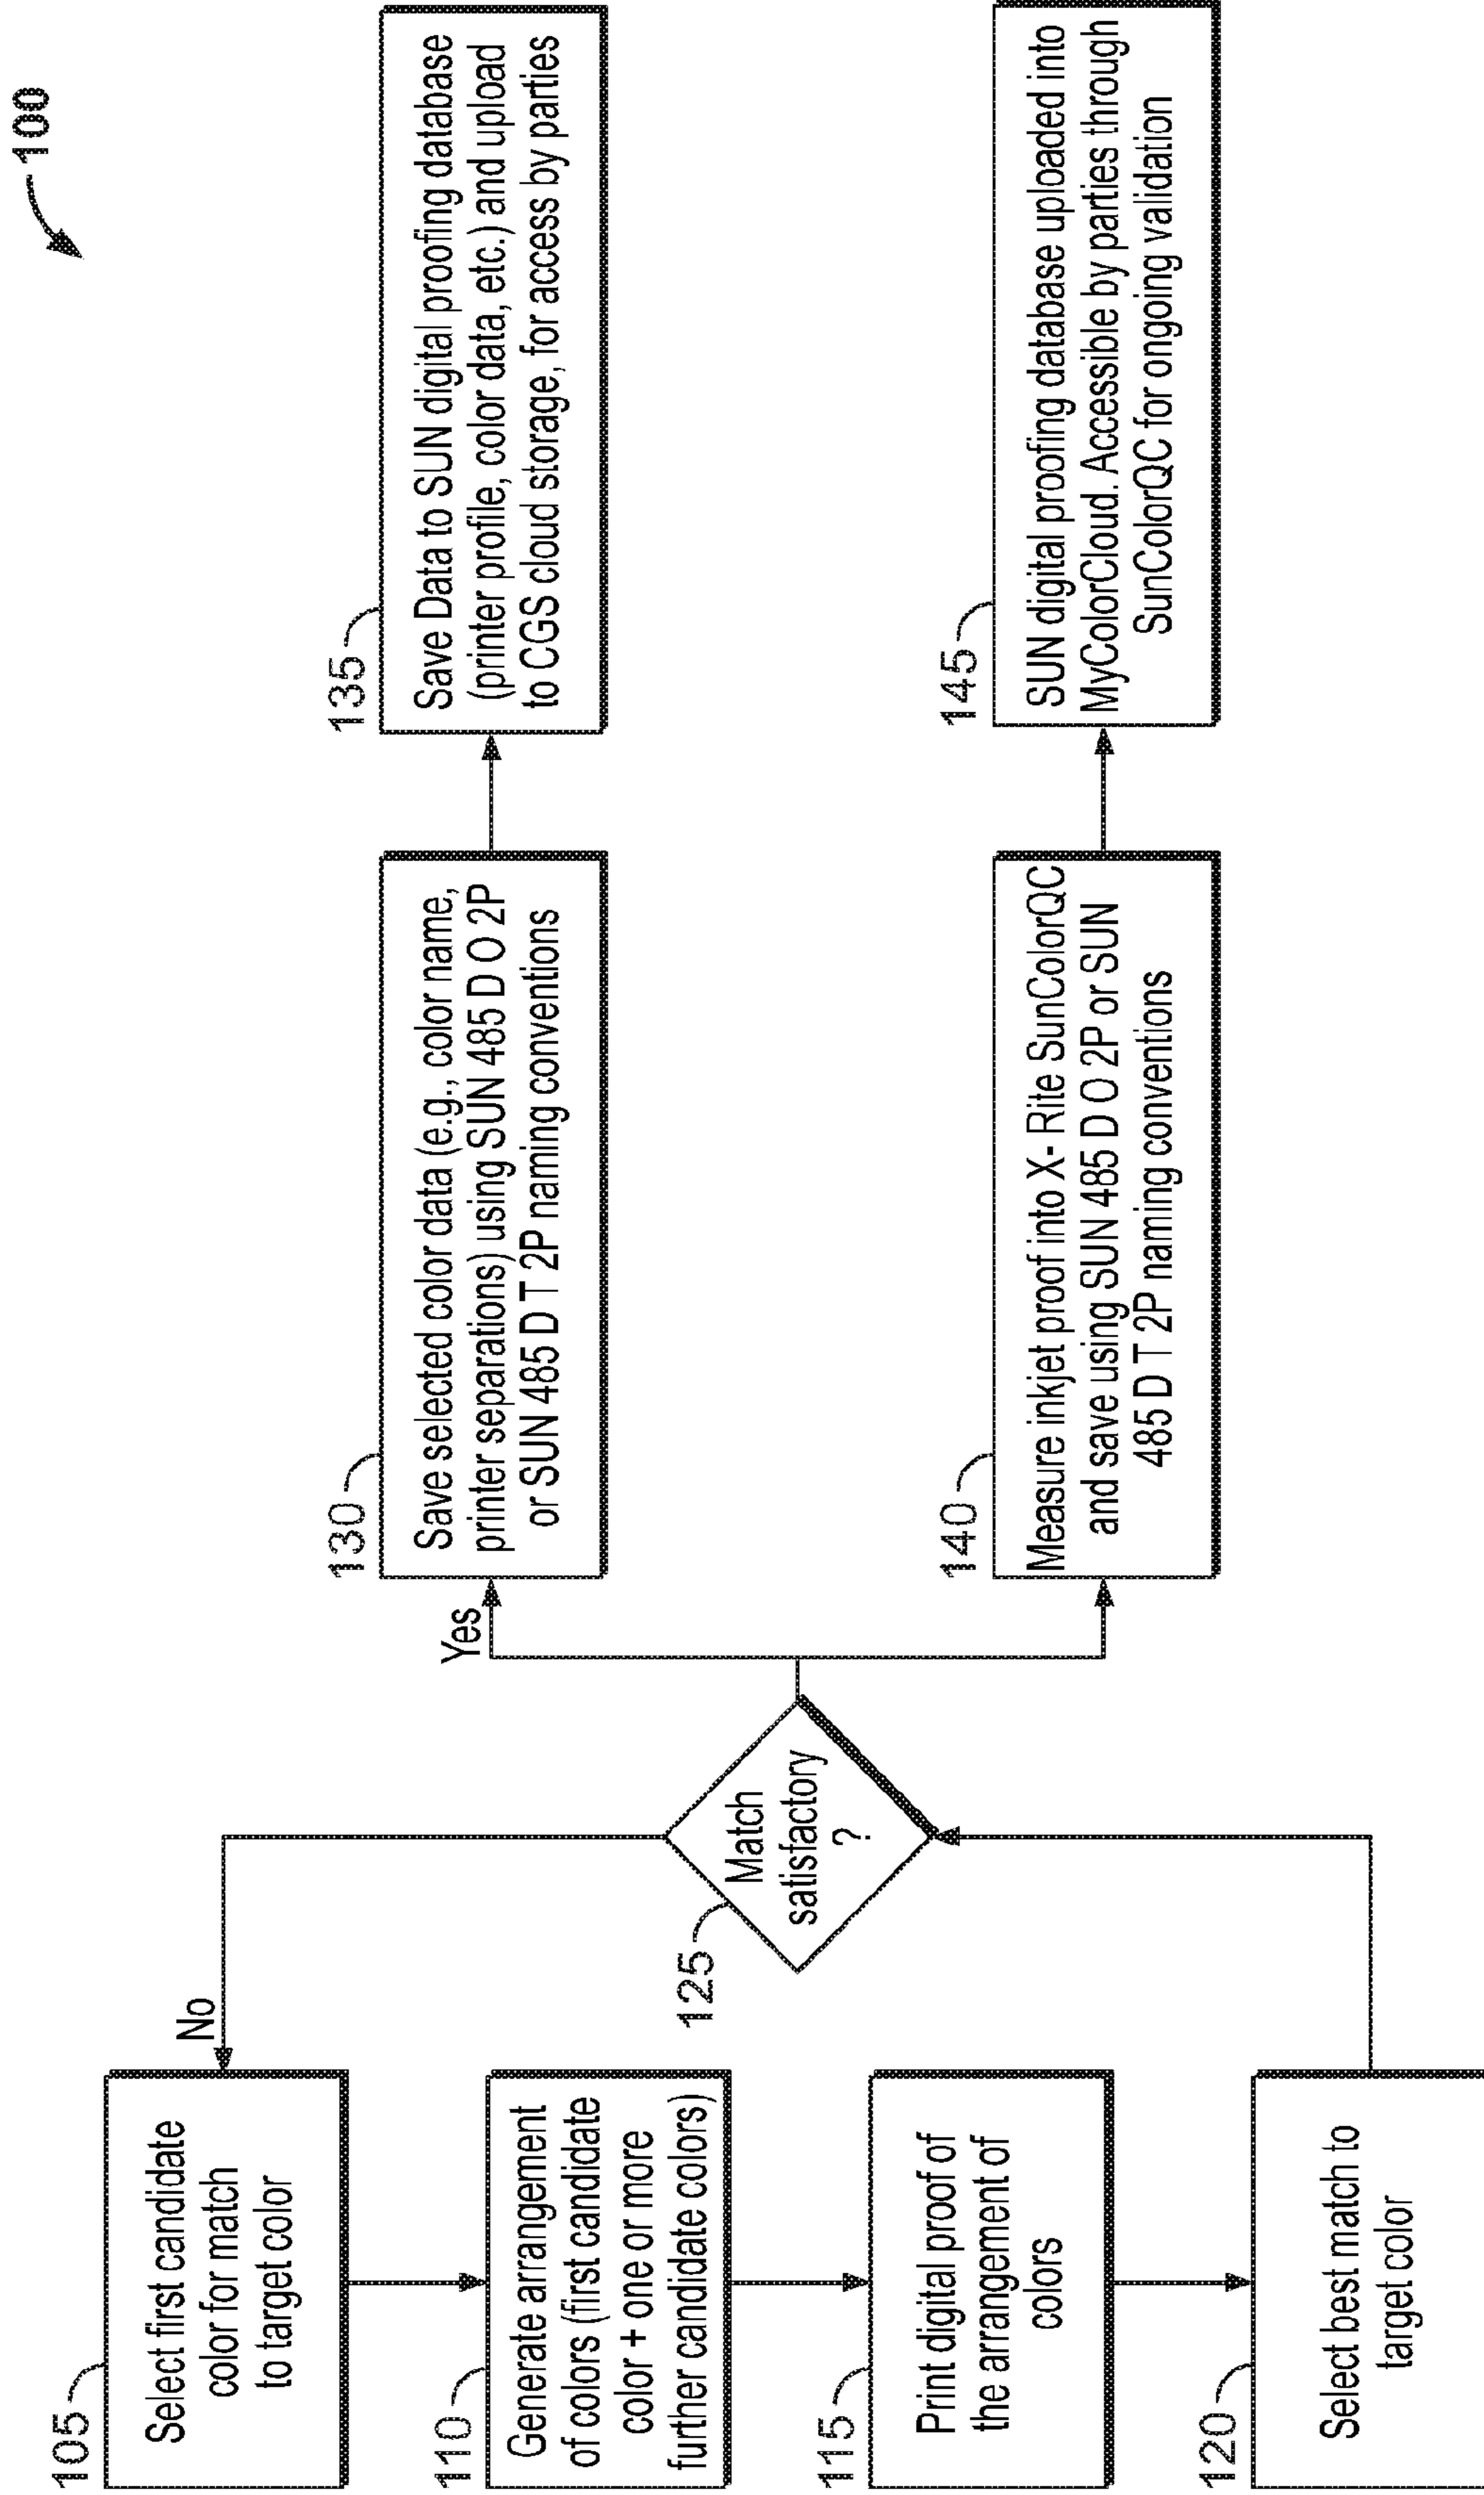 100
105
Select first candidate
color for match
to target color
110
Generate arrangement
of colors (first candidate
color + one or more
further candidate colors)
115
Print digital proof of
the arrangement of
colors
120
Select best match to
target color
No
125
Match
satisfactory
?
Yes
130
Save selected color data (e.g., color name,
printer separations) using SUN 485 D O 2P
or SUN 485 D T 2P naming conventions
135
Save Data to SUN digital proofing database
(printer profile, color data, etc.) and upload
to CGS cloud storage, for access by parties
140
Measure inkjet proof into X- Rite SunColorQC
and save using SUN 485 D O 2P or SUN
485 D T 2P naming conventions
145
SUN digital proofing database uploaded into
MyColorCloud. Accessible by parties through
SunColorQC for ongoing validation